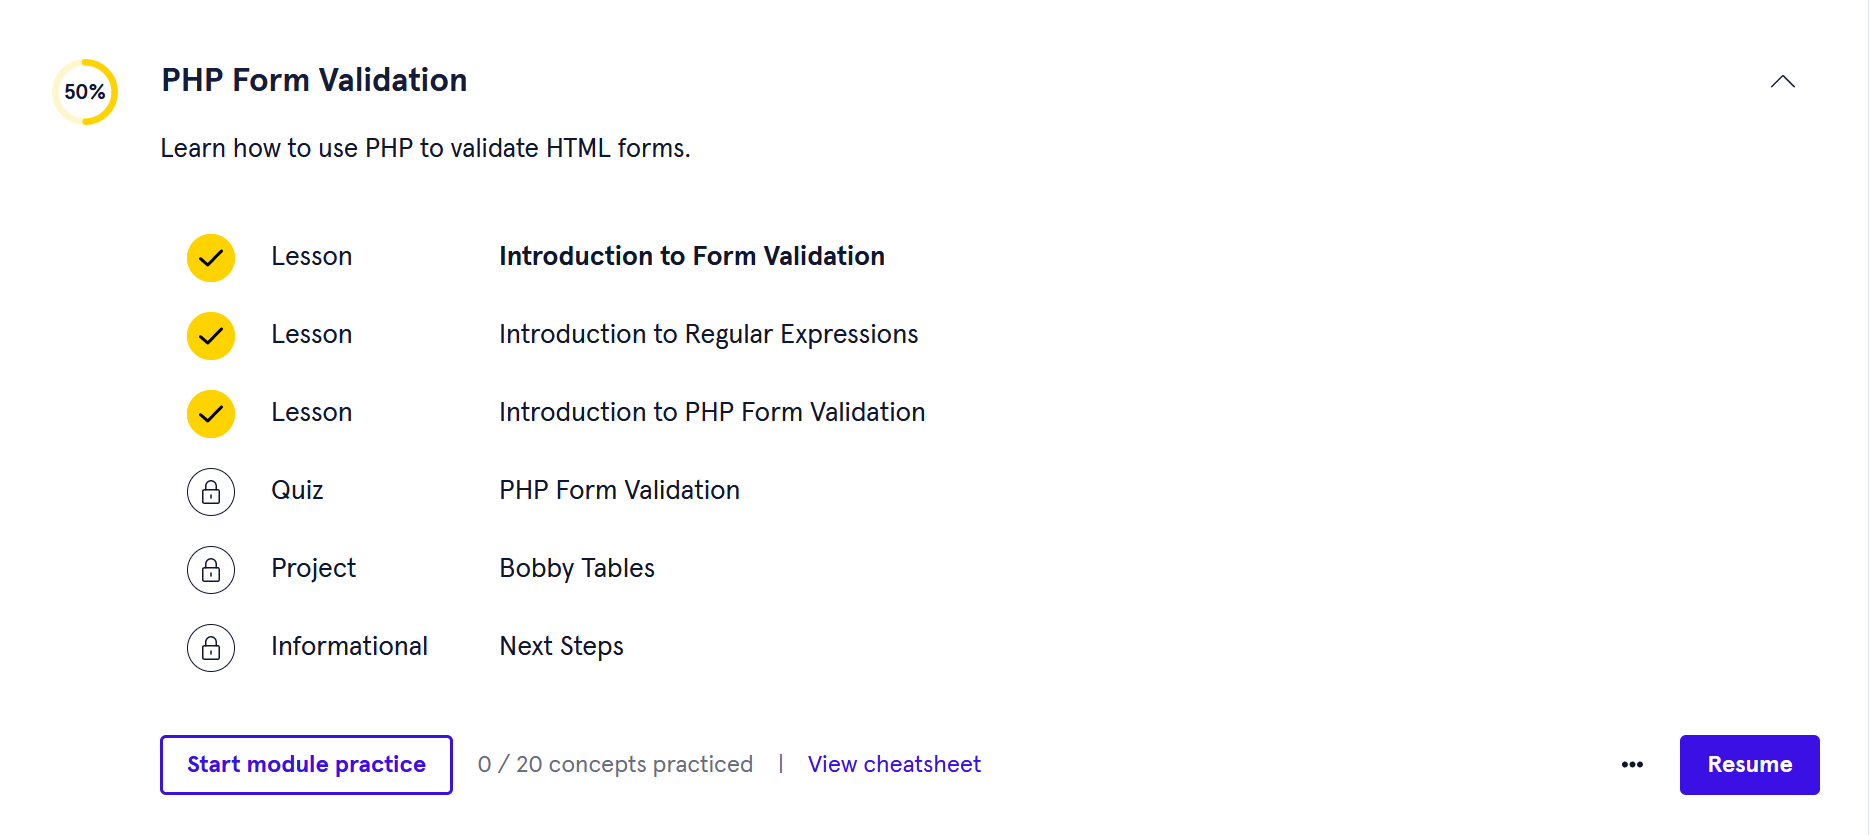 50%
PHP Form Validation
Learn how to use PHP to validate HTML forms.
Lesson Introduction to Form Validation
Lesson Introduction to Regular Expressions
Lesson Introduction to PHP Form Validation
Quiz PHP Form Validation
Project Bobby Tables
Informational Next Steps
Start module practice 0 / 20 concepts practiced | View cheatsheet ••• Resume